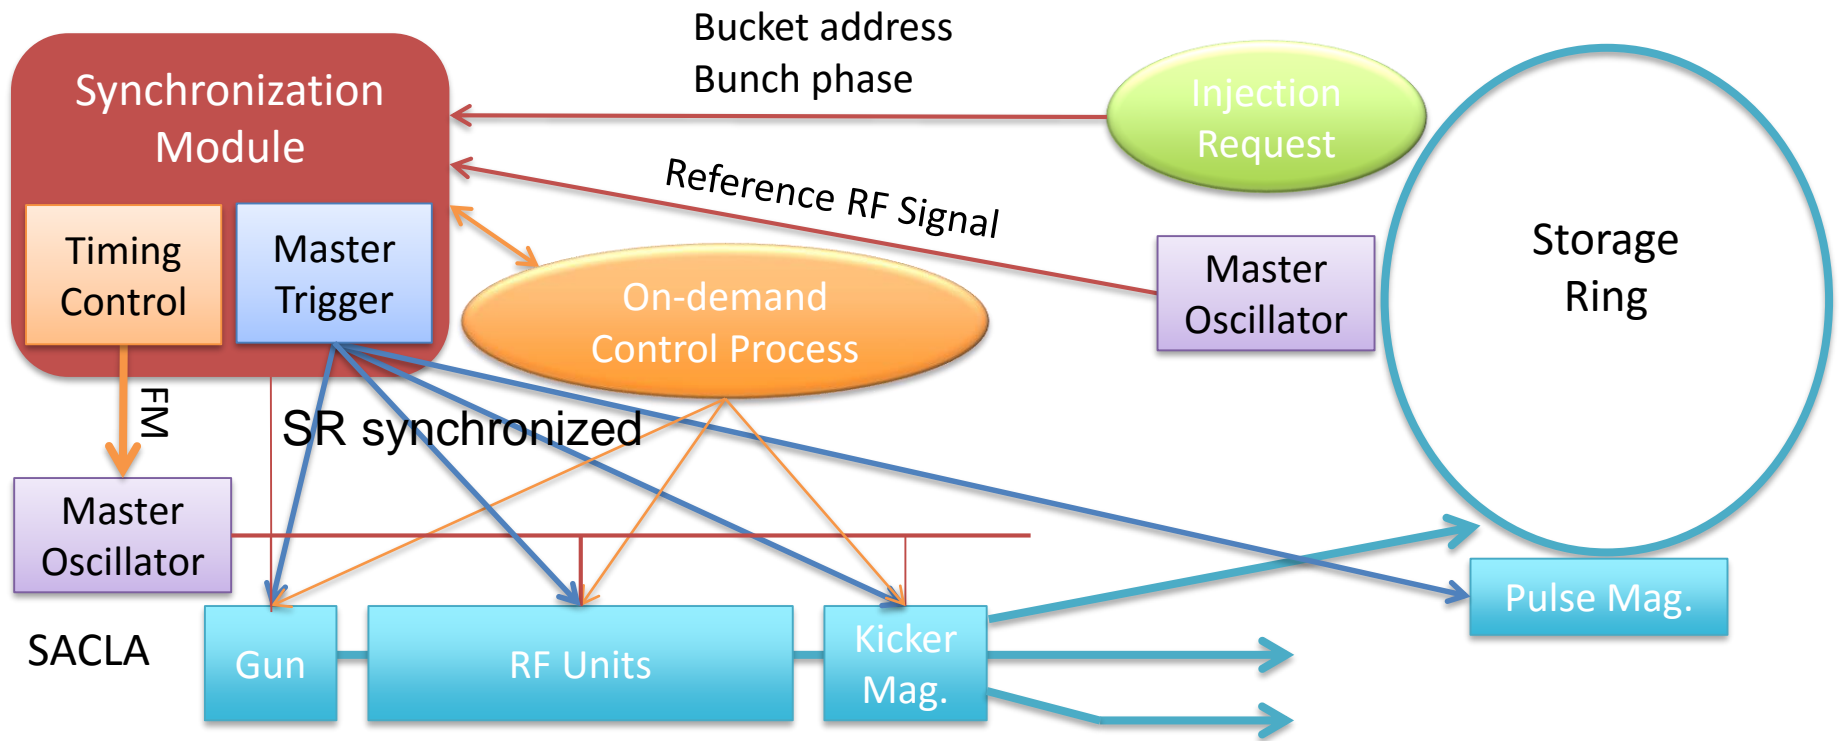 Bucket address
Bunch phase
Synchronization
Module
Injection
Request
Reference RF Signal
Timing
Control
Master
Trigger
On-demand
Control Process
Master
Oscillator
Storage
Ring
FM
SR synchronized
Master
Oscillator
SACLA
Gun
RF Units
Kicker
Mag.
Pulse Mag.